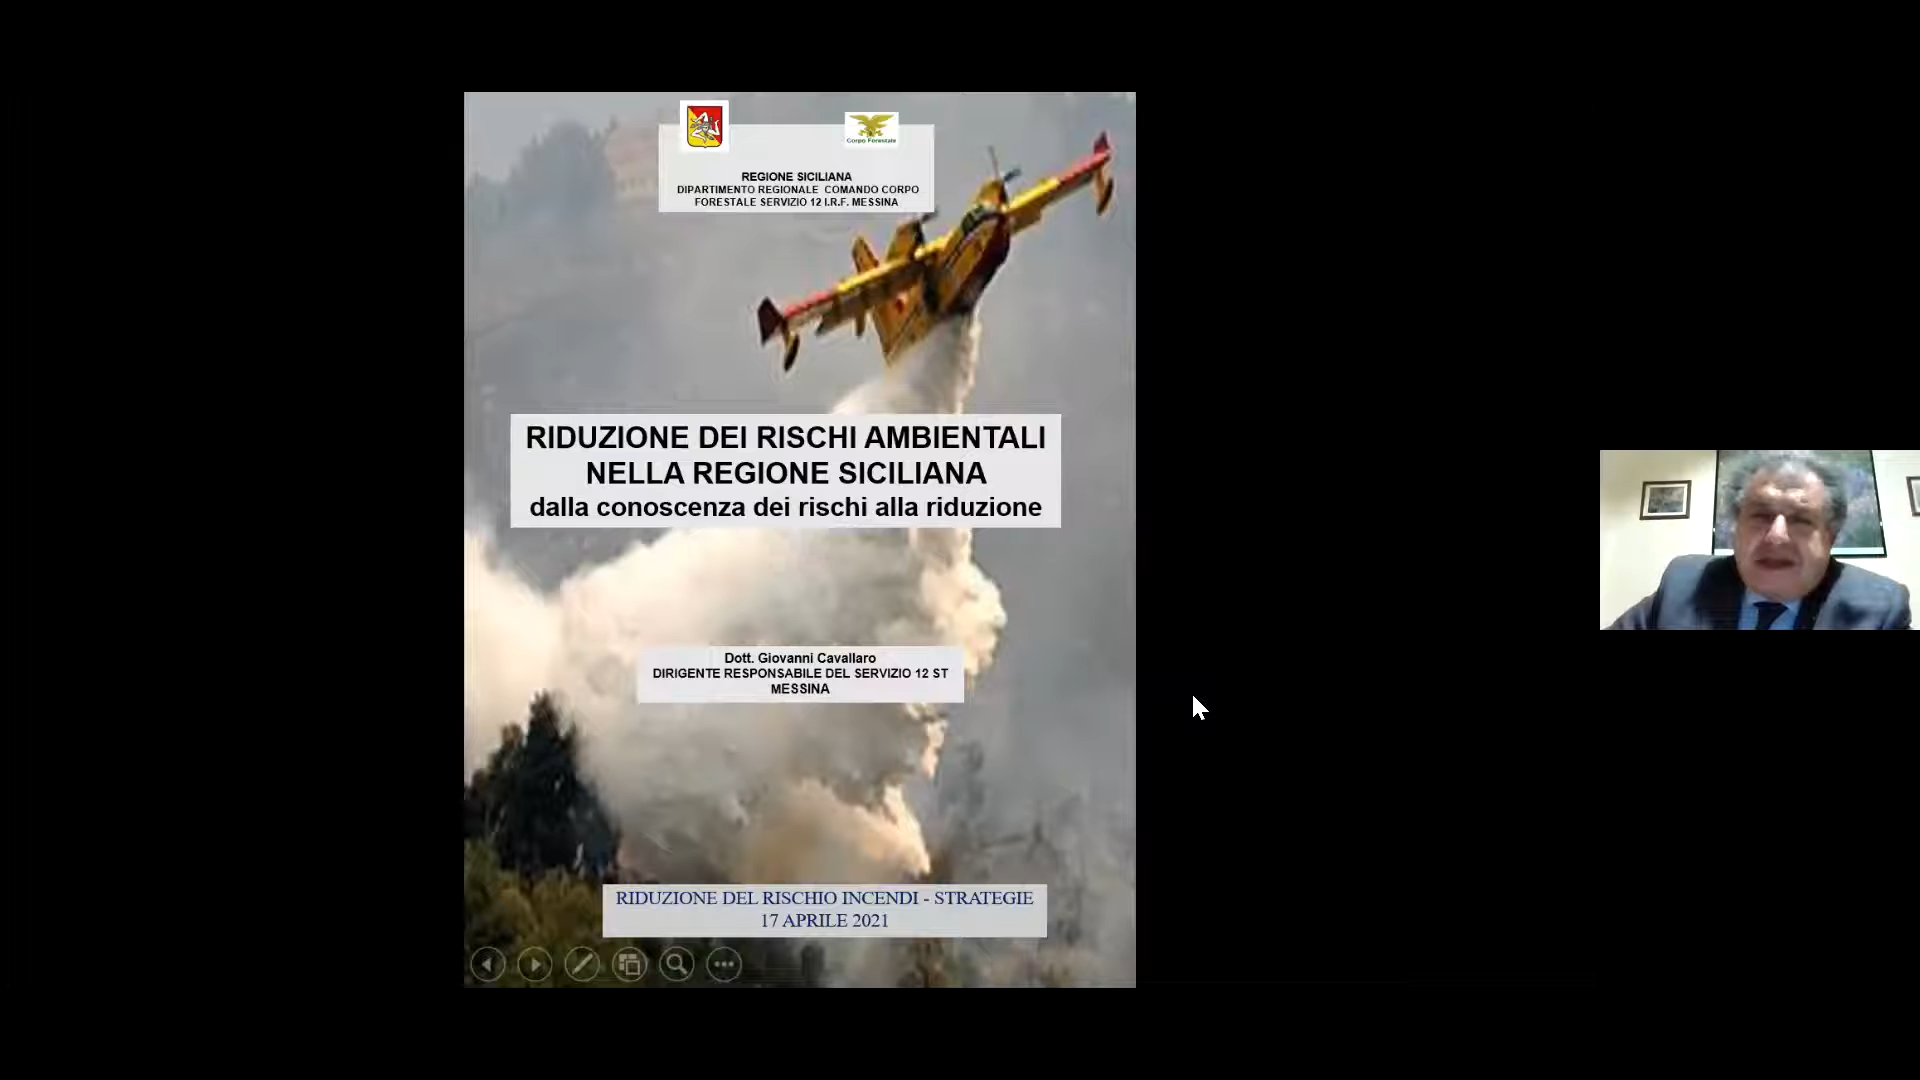 Corpo Forestale
REGIONE SICILIANA
DIPARTIMENTO REGIONALE COMANDO CORPO
FORESTALE SERVIZIO 12 I.R.F. MESSINA
RIDUZIONE DEI RISCHI AMBIENTALI
NELLA REGIONE SICILIANA
dalla conoscenza dei rischi alla riduzione
Dott. Giovanni Cavallaro
DIRIGENTE RESPONSABILE DEL SERVIZIO 12 ST
MESSINA
RIDUZIONE DEL RISCHIO INCENDI - STRATEGIE
17 APRILE 2021